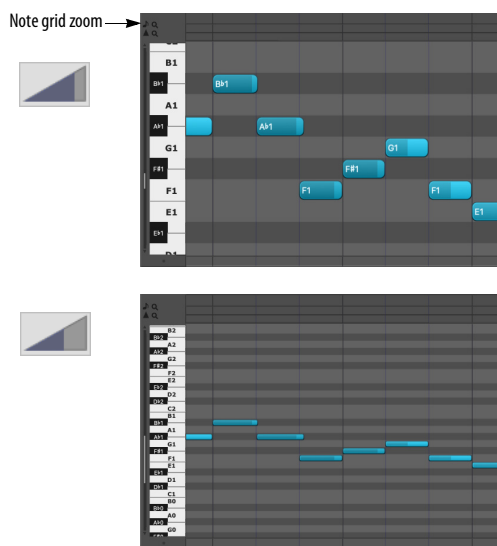 Note grid zoom
B1
B♭1 B♭1
A1
A♭1 A♭1
G1 G1
F#1 F#1
F1 F1 F1
E1 E1
E♭1
D1
B2
B♭2
A2
A♭2
G2
F#2
F2
E2
E♭2
D2
D♭2
C2
B1
B♭1
A1
A♭1
G1
F#1
F1
E1
E♭1
D1
D♭1
C1
B0
B♭0
A0
A♭0
G0